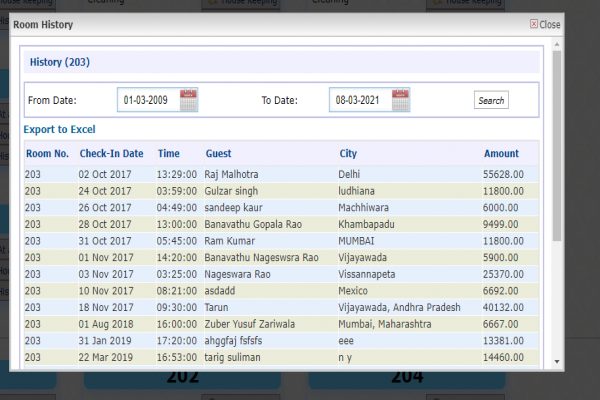 House Keeping
Cleaning
House Keeping
Room History
Close
History (203)
From Date: 01-03-2009 To Date: 08-03-2021 Search
Export to Excel
Room No. Check-In Date Time Guest City Amount
203 02 Oct 2017 13:29:00 Raj Malhotra Delhi 55628.00
203 24 Oct 2017 03:59:00 Gulzar singh ludhiana 11800.00
203 26 Oct 2017 04:49:00 sandeep kaur Machhiwara 6000.00
203 28 Oct 2017 13:00:00 Banavathu Gopala Rao Khambapadu 9499.00
203 31 Oct 2017 05:45:00 Ram Kumar MUMBAI 11800.00
203 01 Nov 2017 14:20:00 Banavathu Nageswsra Rao Vijayawada 5900.00
203 03 Nov 2017 03:25:00 Nageswara Rao Vissannapeta 25370.00
203 10 Nov 2017 08:21:00 asdadd Mexico 6692.00
203 18 Nov 2017 09:30:00 Tarun Vijayawada, Andhra Pradesh 40132.00
203 01 Aug 2018 16:00:00 Zuber Yusuf Zariwala Mumbai, Maharashtra 6667.00
203 31 Jan 2019 17:20:00 ahggfaj fsfsfs eee 13381.00
203 22 Mar 2019 16:53:00 tarig suliman n y 14460.00
202 204